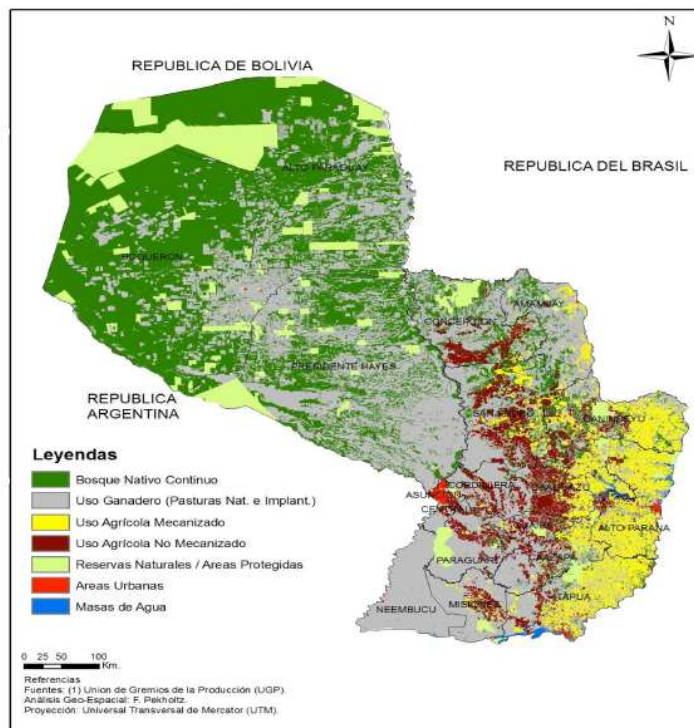 N
REPUBLICA DE BOLIVIA
REPUBLICA DEL BRASIL
ALTO PARAGUAY
BOQUERON
AMAMBAY
CONCEPCION
PRESIDENTE HAYES
REPUBLICA
ARGENTINA
SAN PEDRO
CANINDEYU
Leyendas
Bosque Nativo Continuo
Uso Ganadero (Pasturas Nat. e Implant.)
Uso Agrícola Mecanizado
Uso Agrícola No Mecanizado
Reservas Naturales / Areas Protegidas
Areas Urbanas
Masas de Agua
CORDILLERA
ASUNCION
CENTRAL
ALTO PARANA
PARAGUARI
CAAZAPA
ITAPUA
MISIONES
NEEMBUCU
0 25 50 100
Km.
Referencias
Fuentes: (1) Union de Gremios de la Producción (UGP).
Análisis Geo-Espacial: F. Pekholtz.
Proyección: Universal Transversal de Mercator (UTM).